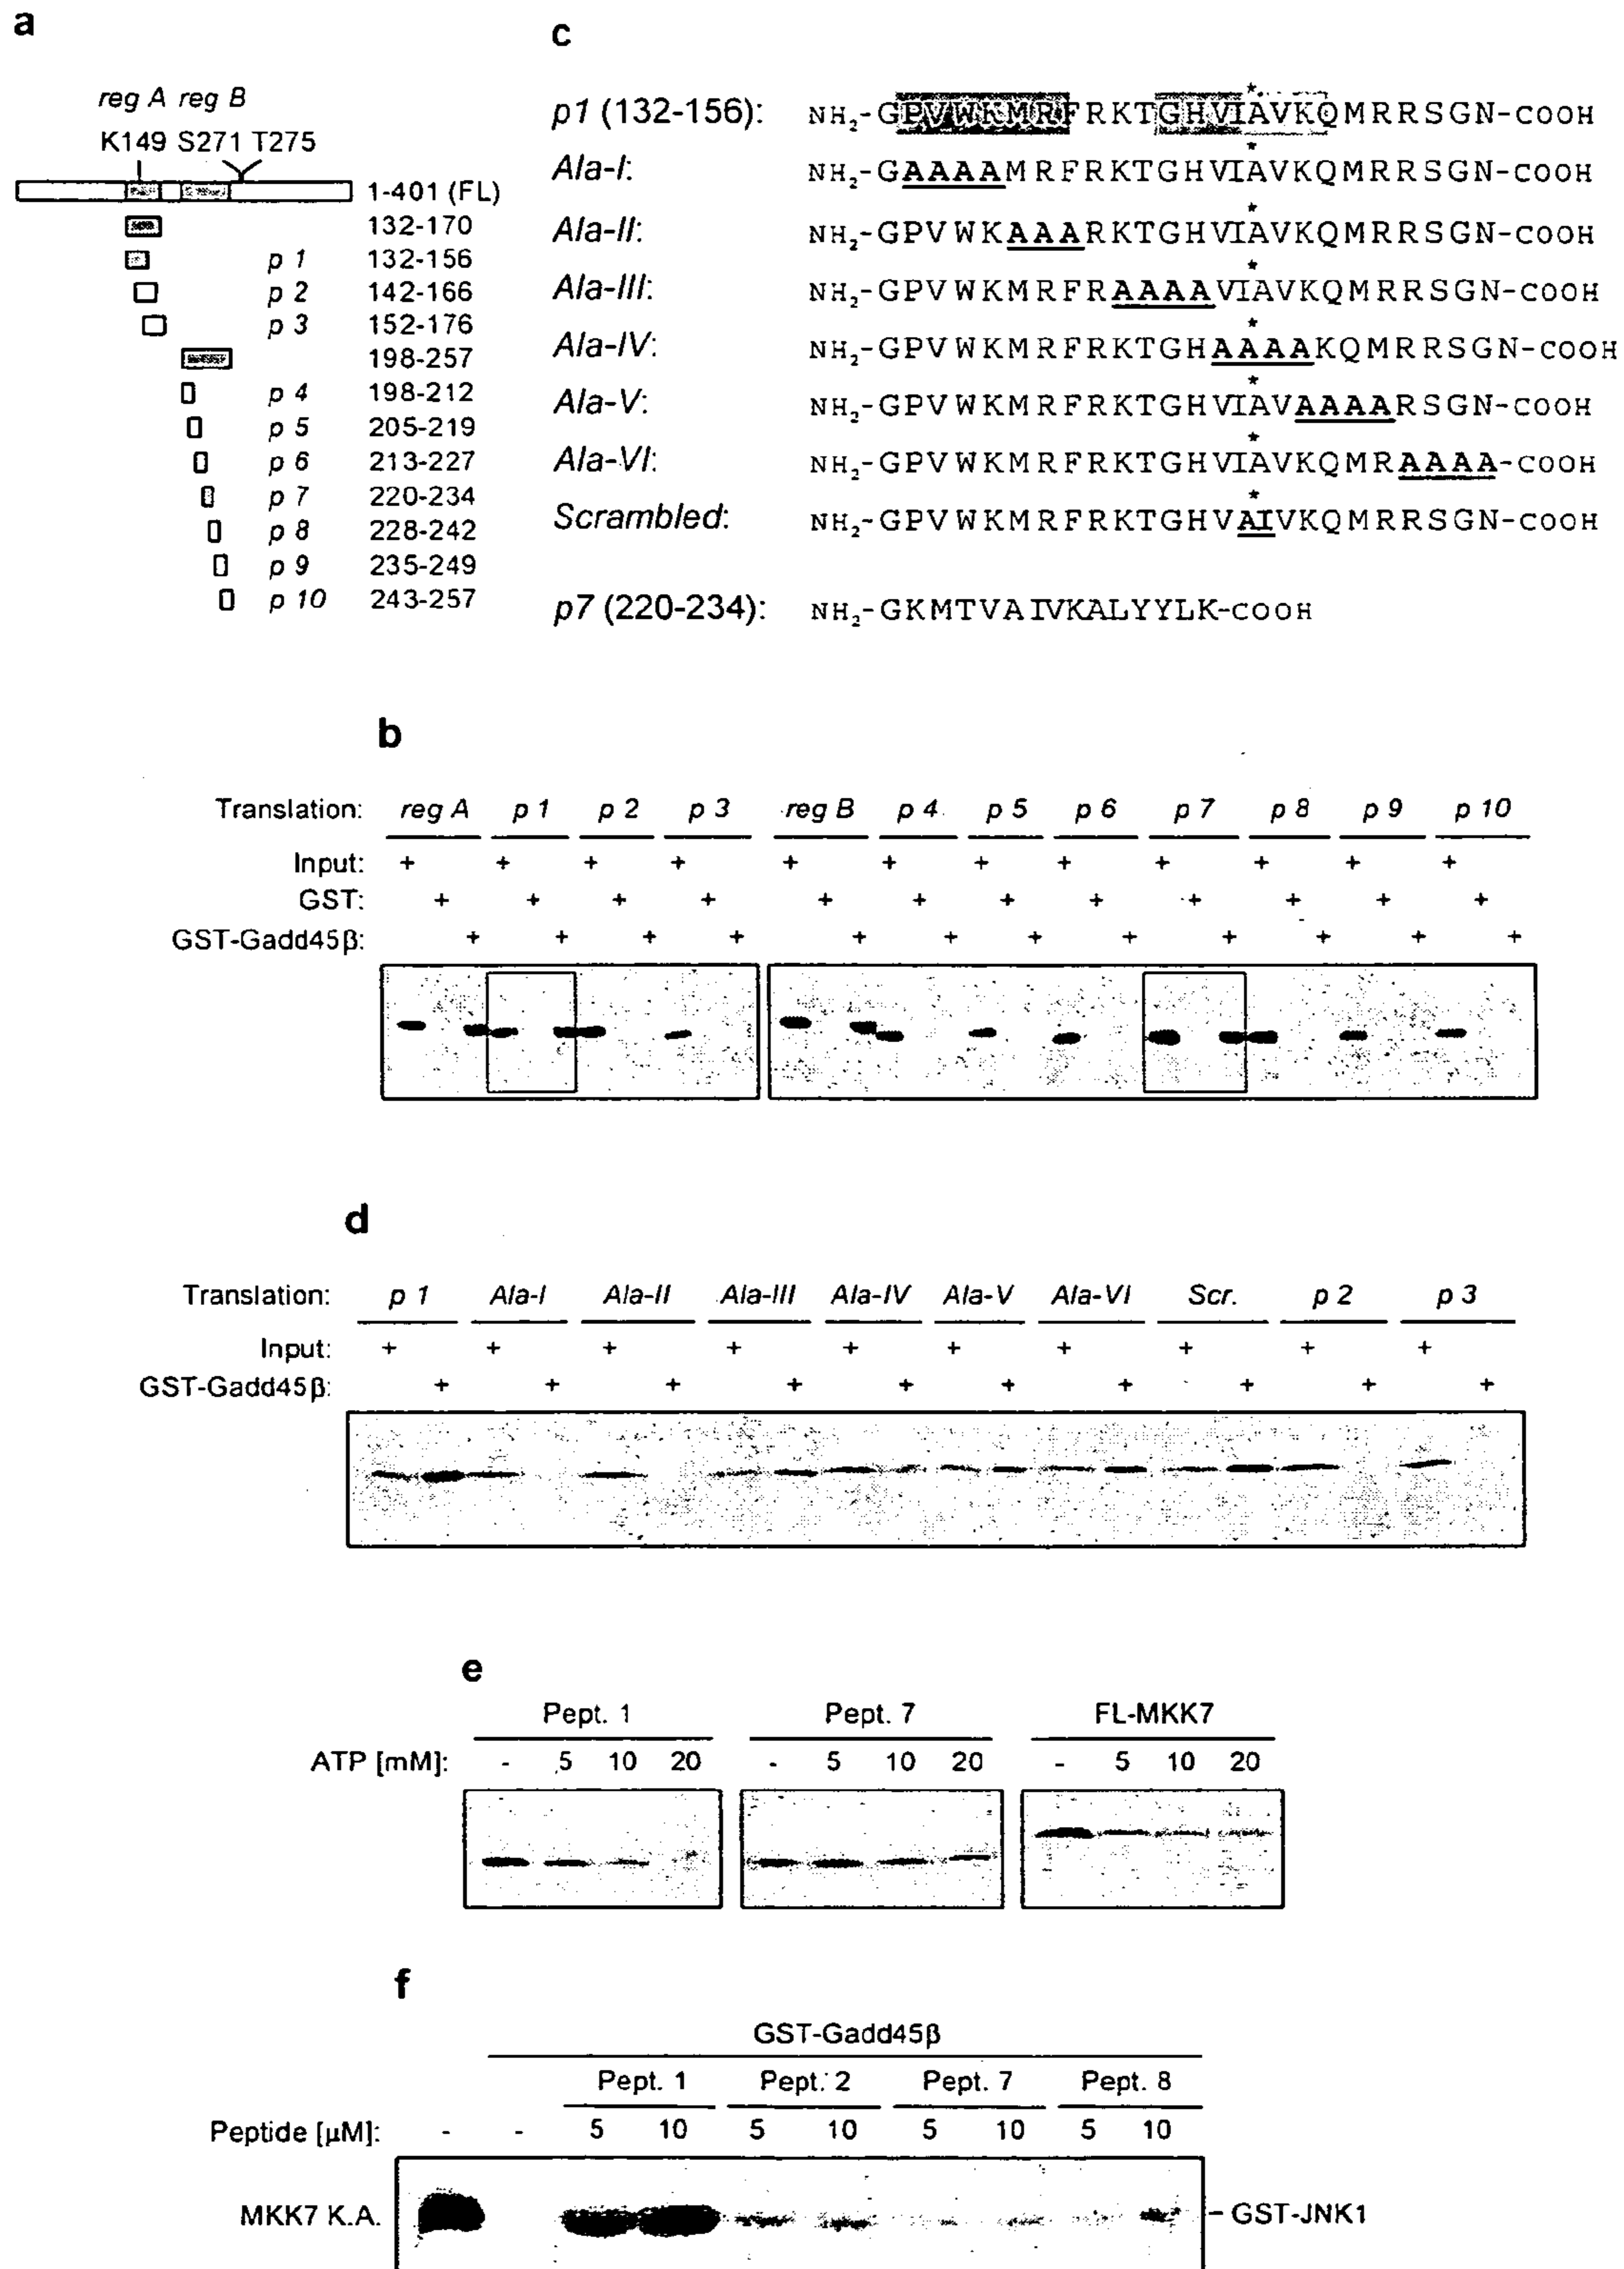 a
reg A reg B
K149 S271 T275
1-401 (FL)
132-170
p 1 132-156
p 2 142-166
p 3 152-176
198-257
p 4 198-212
p 5 205-219
p 6 213-227
p 7 220-234
p 8 228-242
p 9 235-249
p 10 243-257
c
*
p1 (132-156): NH2-GPVWKMRFRKTGHVIAVKQMRRSGN-COOH
*
Ala-I: NH2-GAAAAMRFRKTGHVIAVKQMRRSGN-COOH
*
Ala-II: NH2-GPVWKAAARKTGHVIAVKQMRRSGN-COOH
*
Ala-III: NH2-GPVWKMRFRAAAAVIAVKQMRRSGN-COOH
*
Ala-IV: NH2-GPVWKMRFRKTGHAAAAKQMRRSGN-COOH
*
Ala-V: NH2-GPVWKMRFRKTGHVIAVAAAARSGN-COOH
*
Ala-VI: NH2-GPVWKMRFRKTGHVIAVKQMRAAAA-COOH
*
Scrambled: NH2-GPVWKMRFRKTGHVAIVKQMRRSGN-COOH
p7 (220-234): NH2-GKMTVAIVKALYYLK-COOH
b
Translation: reg A p 1 p 2 p 3 reg B p 4 p 5 p 6 p 7 p 8 p 9 p 10
Input: + + + + + + + + + + + +
GST: + + + + + + + + + + + +
GST-Gadd45β: + + + + + + + + + + + +
d
Translation: p 1 Ala-I Ala-II Ala-III Ala-IV Ala-V Ala-VI Scr. p 2 p 3
Input: + + + + + + + + + +
GST-Gadd45β: + + + + + + + + + +
e
Pept. 1 Pept. 7 FL-MKK7
ATP [mM]: - 5 10 20 - 5 10 20 - 5 10 20
f
GST-Gadd45β
Pept. 1 Pept. 2 Pept. 7 Pept. 8
Peptide [µM]: - - 5 10 5 10 5 10 5 10
MKK7 K.A. - GST-JNK1